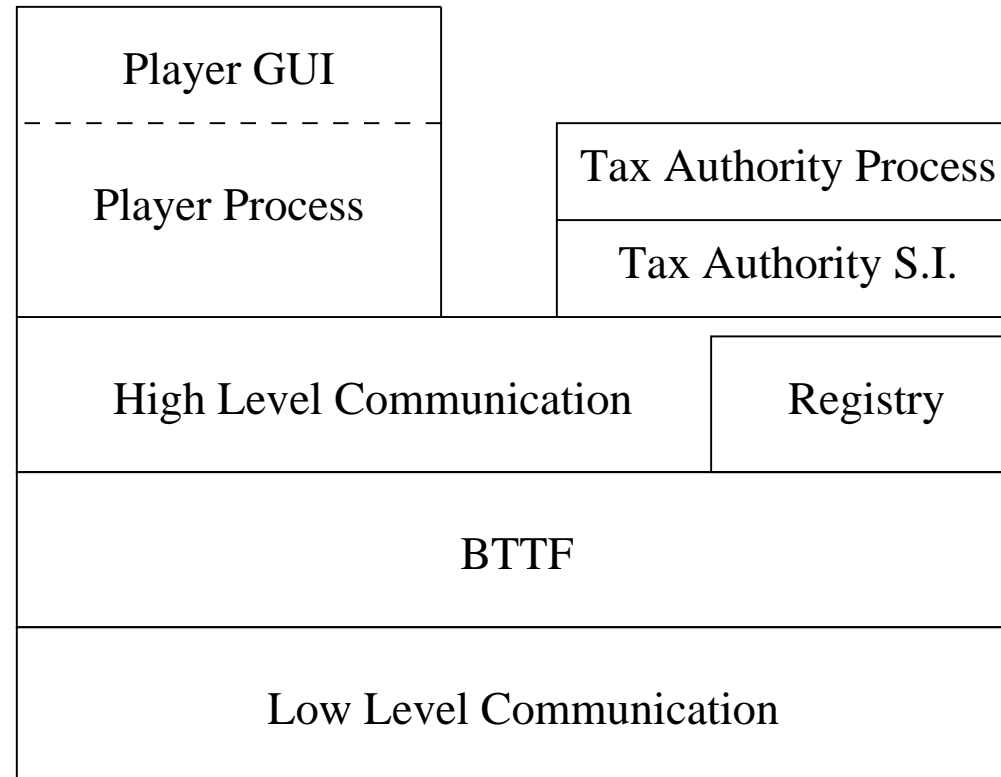 Player GUI
Player Process
Tax Authority Process
Tax Authority S.I.
High Level Communication
Registry
BTTF
Low Level Communication